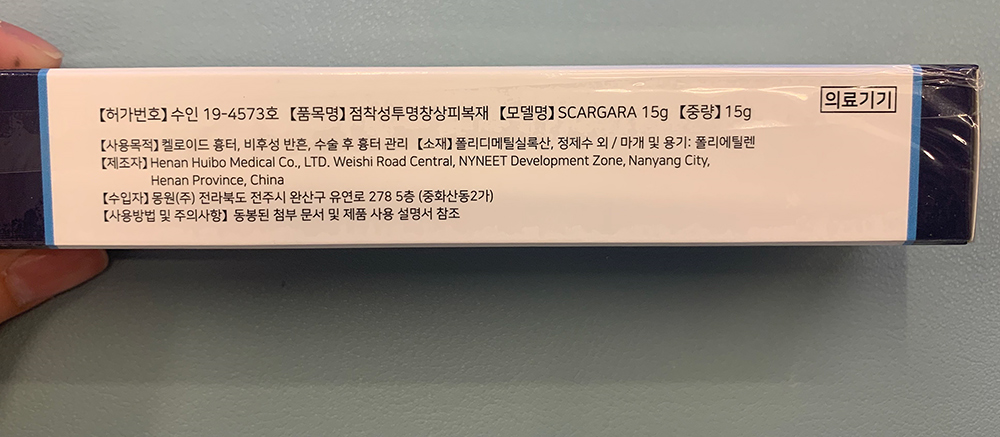 【허가번호】수인 19-4573호 【품목명】점착성투명창상피복재 【모델명】SCARGARA 15g 【중량】15g
의료기기
【사용목적】켈로이드 흉터, 비후성 반흔, 수술 후 흉터 관리 【소재】폴리디메틸실록산, 정제수 외 / 마개 및 용기: 폴리에틸렌
【제조자】Henan Huibo Medical Co., LTD. Weishi Road Central, NYNEET Development Zone, Nanyang City,
Henan Province, China
【수입자】몽원(주) 전라북도 전주시 완산구 유연로 278 5층 (중화산동2가)
【사용방법 및 주의사항】 동봉된 첨부 문서 및 제품 사용 설명서 참조